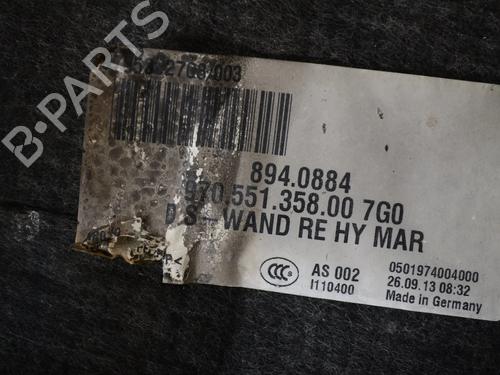 B-PARTS
894.0884
970.551.358.00 7G0
D S-WAND RE HY MAR
CCC
AS 002
I110400
0501974004000
26.09.13 08:32
Made in Germany